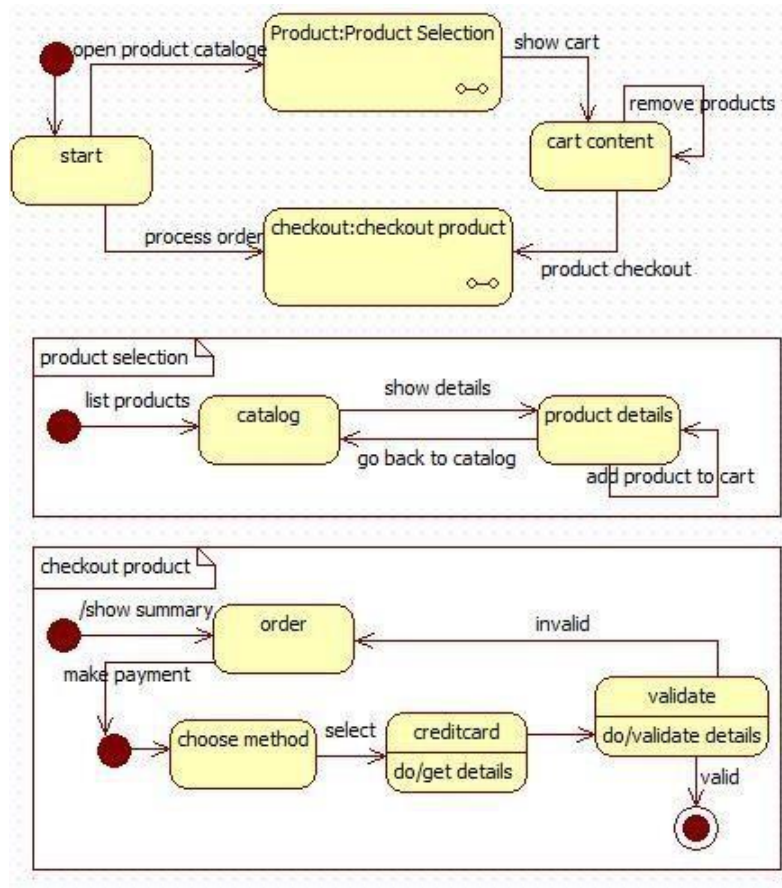 open product cataloge
Product:Product Selection
show cart
remove products
cart content
start
process order
checkout:checkout product
product checkout
product selection
list products
catalog
show details
product details
go back to catalog
add product to cart
checkout product
/show summary
order
invalid
make payment
validate
choose method
select
creditcard
do/validate details
do/get details
valid